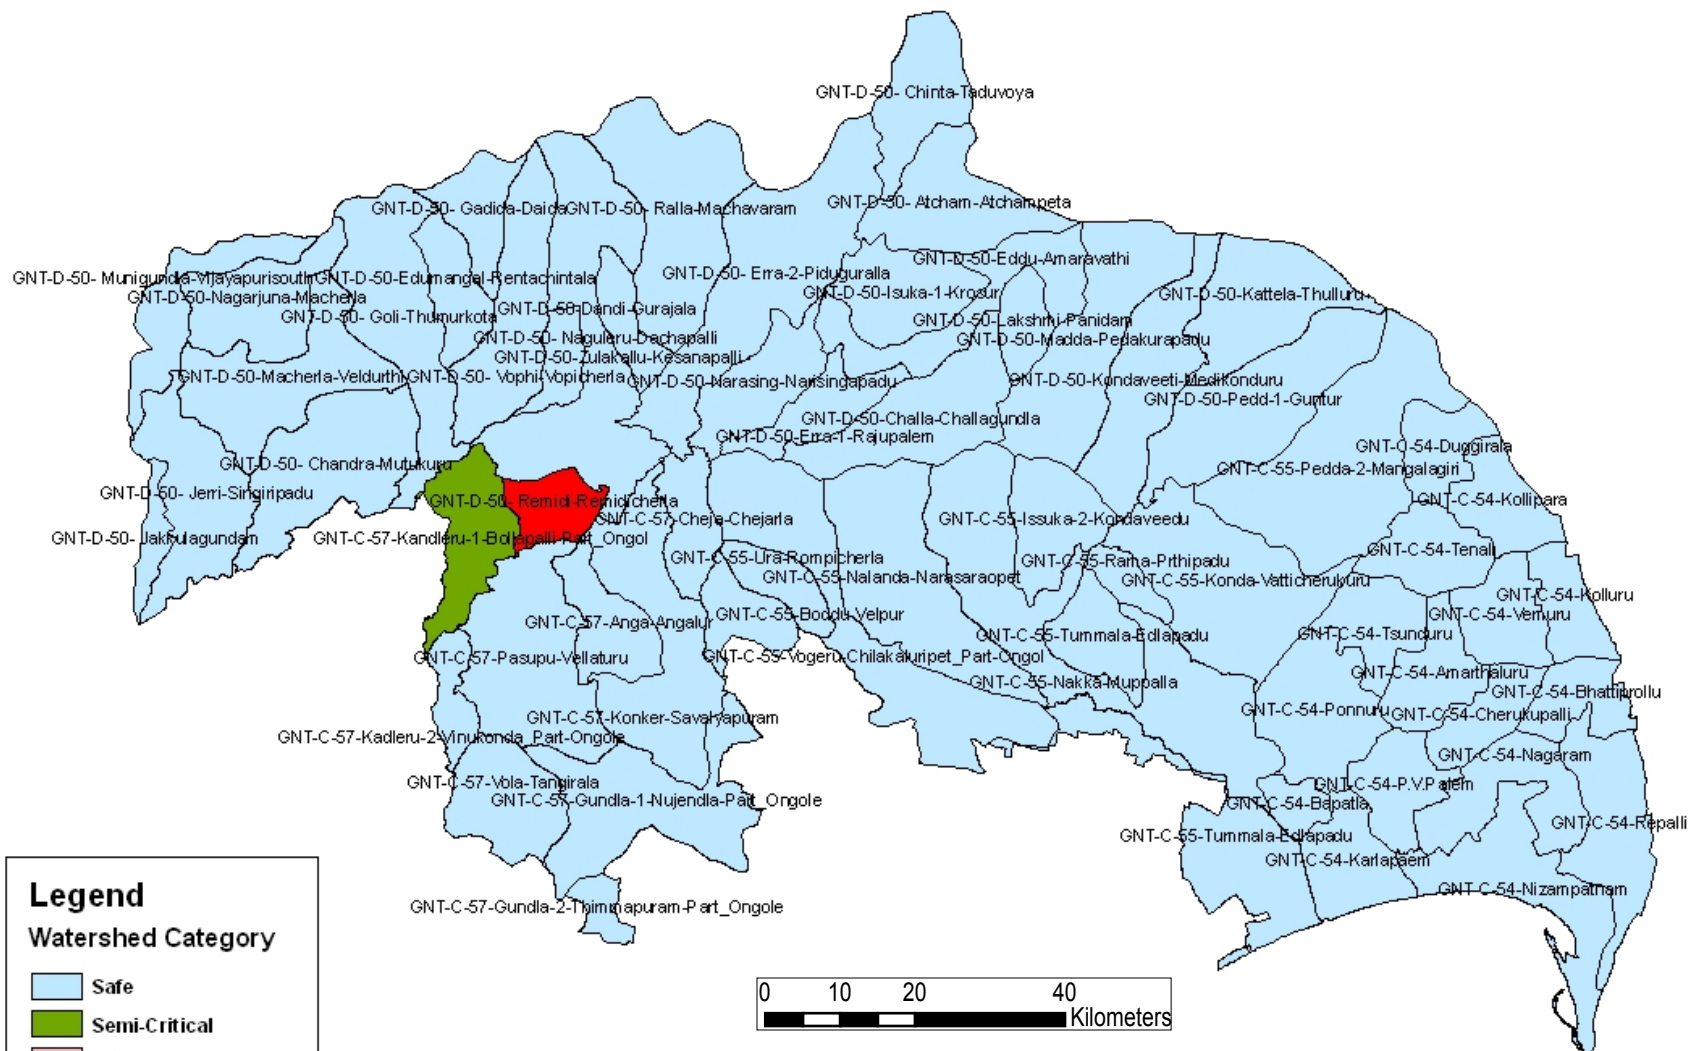 GNT-D-50- Chinta-Taduvoya
GNT-D-50- Gadida-Daida
GNT-D-50- Ralla-Machavaram
GNT-D-50- Atcham-Atchampeta
GNT-D-50- Munigundla-Vijayapurisouth
GNT-D-50-Edumangal-Rentachintala
GNT-D-50- Erra-2-Piduguralla
GNT-D-50-Eddu-Amaravathi
GNT-D-50-Nagarjuna-Macherla
GNT-D-50-Isuka-1-Krosur
GNT-D-50-Kattela-Thulluru
GNT-D-50- Goli-Thumurkota
GNT-D-50-Dandi-Gurajala
GNT-D-50-Lakshmi-Panidam
GNT-D-50- Naguleru-Dachapalli
GNT-D-50-Madda-Pedakurapadu
GNT-D-50-Zulakallu-Kesanapalli
GNT-D-50-Macherla-Veldurthi
GNT-D-50- Vophi-Vopicherla
GNT-D-50-Narasing-Narisingapadu
GNT-D-50-Kondaveeti-Medikonduru
GNT-D-50-Pedd-1-Guntur
GNT-D-50-Challa-Challagundla
GNT-D-50-Erra-1-Rajupalem
GNT-C-54-Duggirala
GNT-D-50- Chandra-Mutukuru
GNT-C-55-Pedda-2-Mangalagiri
GNT-D-50- Jerri-Singiripadu
GNT-D-50- Remidi-Remidicherla
GNT-C-54-Kollipara
GNT-C-57-Cheja-Chejarla
GNT-C-55-Issuka-2-Kondaveedu
GNT-D-50- Jakkulagundam
GNT-C-57-Kandleru-1-Bollapalli-Part_Ongol
GNT-C-54-Tenali
GNT-C-55-Ura-Rompicherla
GNT-C-55-Rama-Prthipadu
GNT-C-55-Nalanda-Narasaraopet
GNT-C-55-Konda-Vatticherukuru
GNT-C-54-Kolluru
GNT-C-55-Boddu-Velpur
GNT-C-54-Vemuru
GNT-C-57-Anga-Angalur
GNT-C-55-Tummala-Edlapadu
GNT-C-54-Tsunduru
GNT-C-57-Pasupu-Vellaturu
GNT-C-55-Vogeru-Chilakaluripet_Part-Ongol
GNT-C-54-Amarthaluru
GNT-C-55-Nakka-Muppalla
GNT-C-54-Bhattiprollu
GNT-C-54-Ponnuru
GNT-C-54-Cherukupalli
GNT-C-57-Konker-Savalyapuram
GNT-C-57-Kadleru-2-Vinukonda_Part-Ongole
GNT-C-54-Nagaram
GNT-C-57-Vola-Tangirala
GNT-C-54-P.V.Palem
GNT-C-57-Gundla-1-Nujendla-Part_Ongole
GNT-C-54-Bapatla
GNT-C-54-Repalli
GNT-C-55-Tummala-Edlapadu
GNT-C-54-Karlapaem
GNT-C-54-Nizampatnam
GNT-C-57-Gundla-2-Thimmapuram-Part_Ongole
Legend
Watershed Category
Safe
Semi-Critical
0 10 20 40
Kilometers